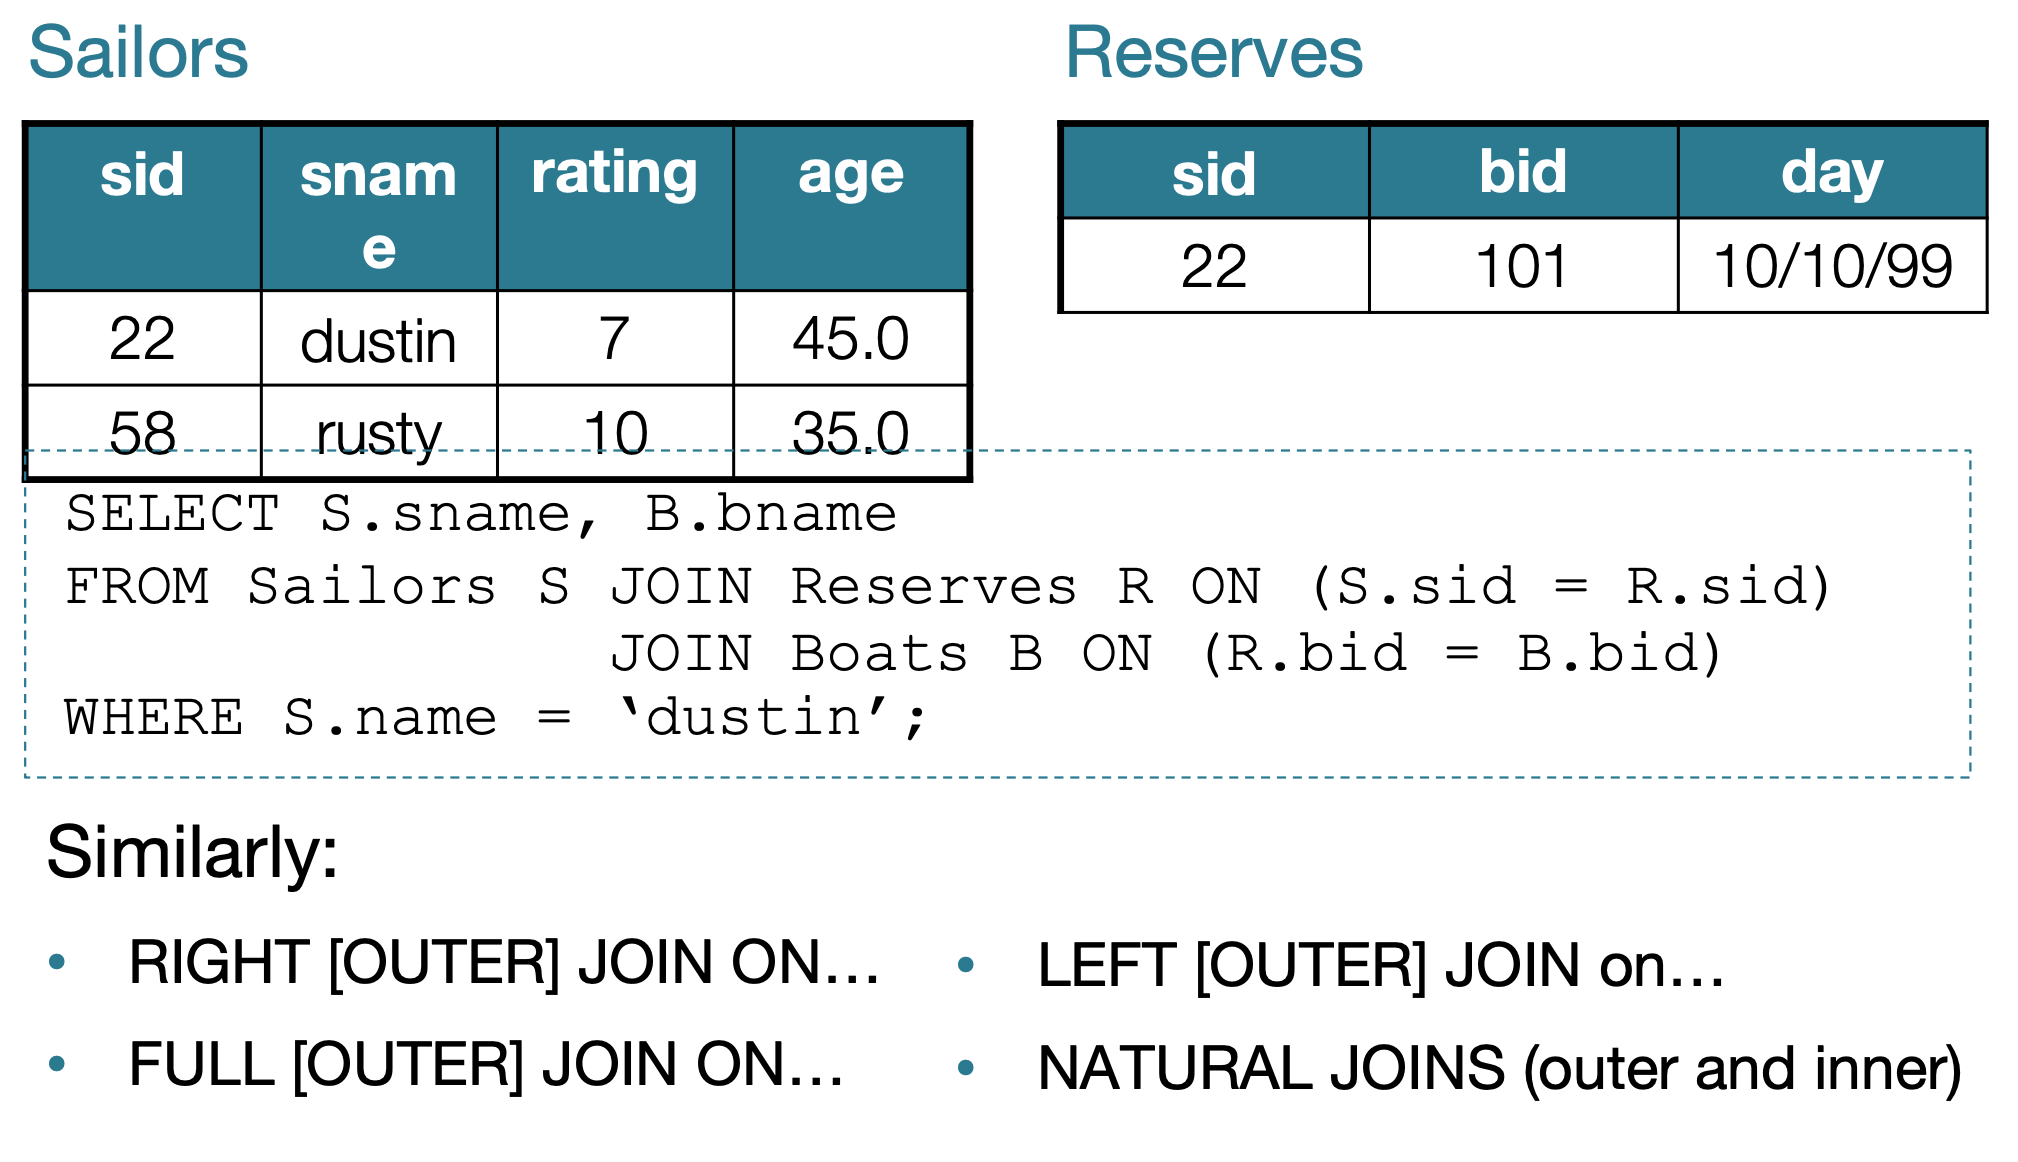 Sailors
Reserves
sid snam rating age
e
22 dustin 7 45.0
58 rusty 10 35.0
sid bid day
22 101 10/10/99
SELECT S.sname, B.bname
FROM Sailors S JOIN Reserves R ON (S.sid = R.sid)
JOIN Boats B ON (R.bid = B.bid)
WHERE S.name = ‘dustin’;
Similarly:
• RIGHT [OUTER] JOIN ON…
• LEFT [OUTER] JOIN on…
• FULL [OUTER] JOIN ON…
• NATURAL JOINS (outer and inner)